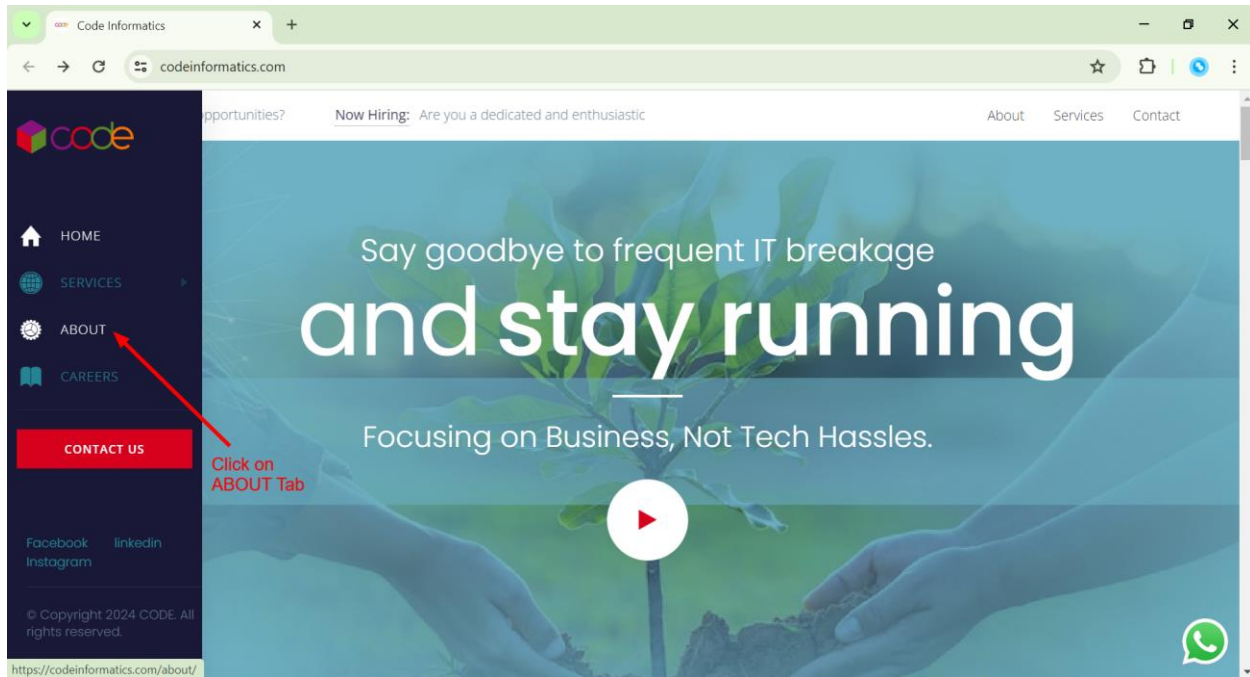 Code Informatics
codeinformatics.com
code
pportunities? Now Hiring: Are you a dedicated and enthusiastic About Services Contact
HOME
SERVICES
ABOUT
CAREERS
CONTACT US
Click on
ABOUT Tab
Facebook linkedin
Instagram
© Copyright 2024 CODE. All
rights reserved.
https://codeinformatics.com/about/
Say goodbye to frequent IT breakage
and stay running
Focusing on Business, Not Tech Hassles.